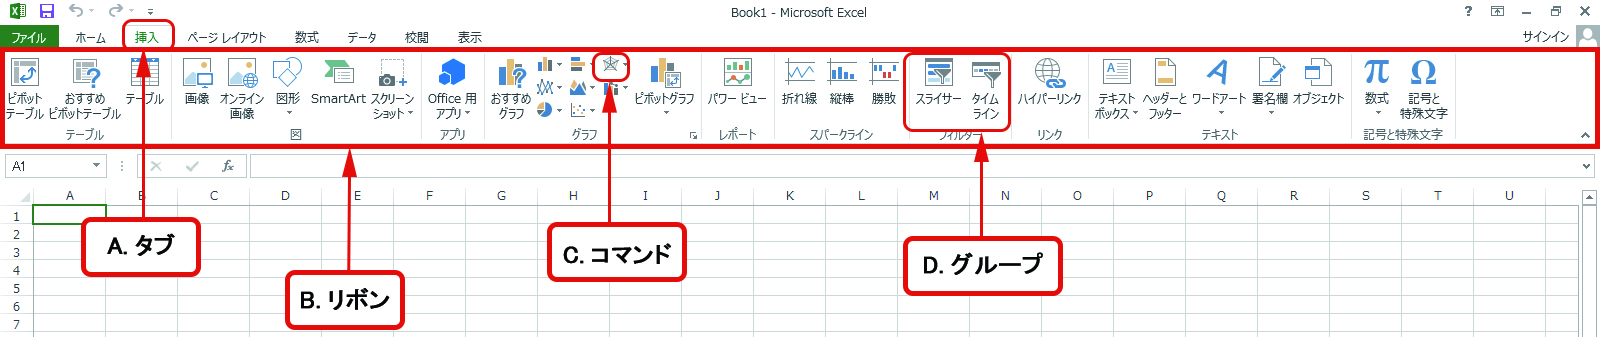 Book1 - Microsoft Excel
ファイル ホーム 挿入 ページ レイアウト 数式 データ 校閲 表示 サインイン
ピボット テーブル
おすすめ ピボットテーブル
テーブル
テーブル
画像
オンライン 画像
図形
SmartArt
スクリーン ショット
図
Office 用 アプリ
アプリ
おすすめ グラフ
ピボットグラフ
グラフ
パワー ビュー
レポート
折れ線
縦棒
勝敗
スパークライン
スライサー
タイム ライン
フィルター
ハイパーリンク
リンク
テキスト ボックス
ヘッダーと フッター
ワードアート
署名欄
オブジェクト
テキスト
数式
記号と 特殊文字
記号と特殊文字
A1 fx
A B C D E F G H I J K L M N O P Q R S T U
1
2
3
4
5
6
7
A. タブ
B. リボン
C. コマンド
D. グループ